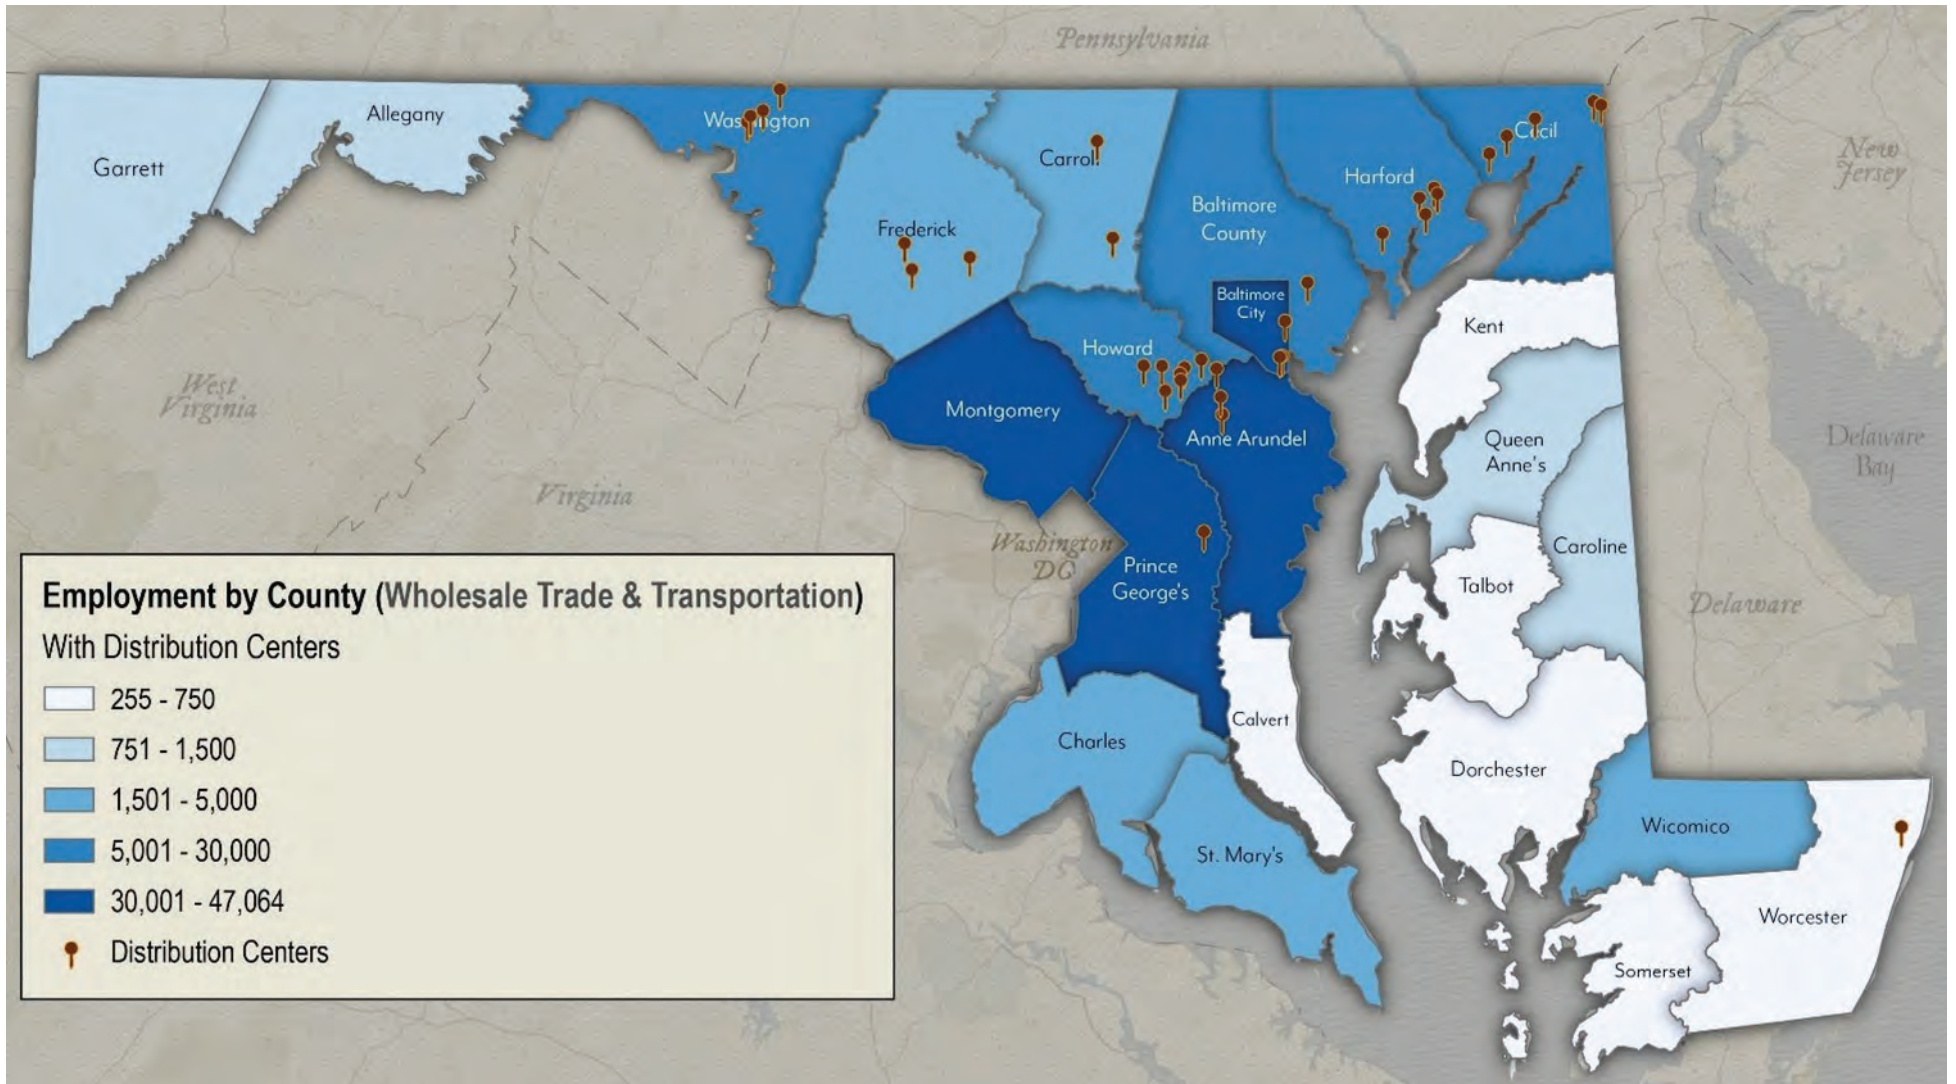 Pennsylvania
Garrett
Allegany
Washington
Frederick
Carroll
Baltimore
County
Harford
Cecil
New
Jersey
Baltimore
City
Howard
Kent
West
Virginia
Montgomery
Anne Arundel
Queen
Anne's
Delaware
Bay
Virginia
Washington
DC
Prince
George's
Talbot
Caroline
Delaware
Charles
Calvert
St. Mary's
Dorchester
Wicomico
Worcester
Somerset
Employment by County (Wholesale Trade & Transportation)
With Distribution Centers
255 - 750
751 - 1,500
1,501 - 5,000
5,001 - 30,000
30,001 - 47,064
Distribution Centers